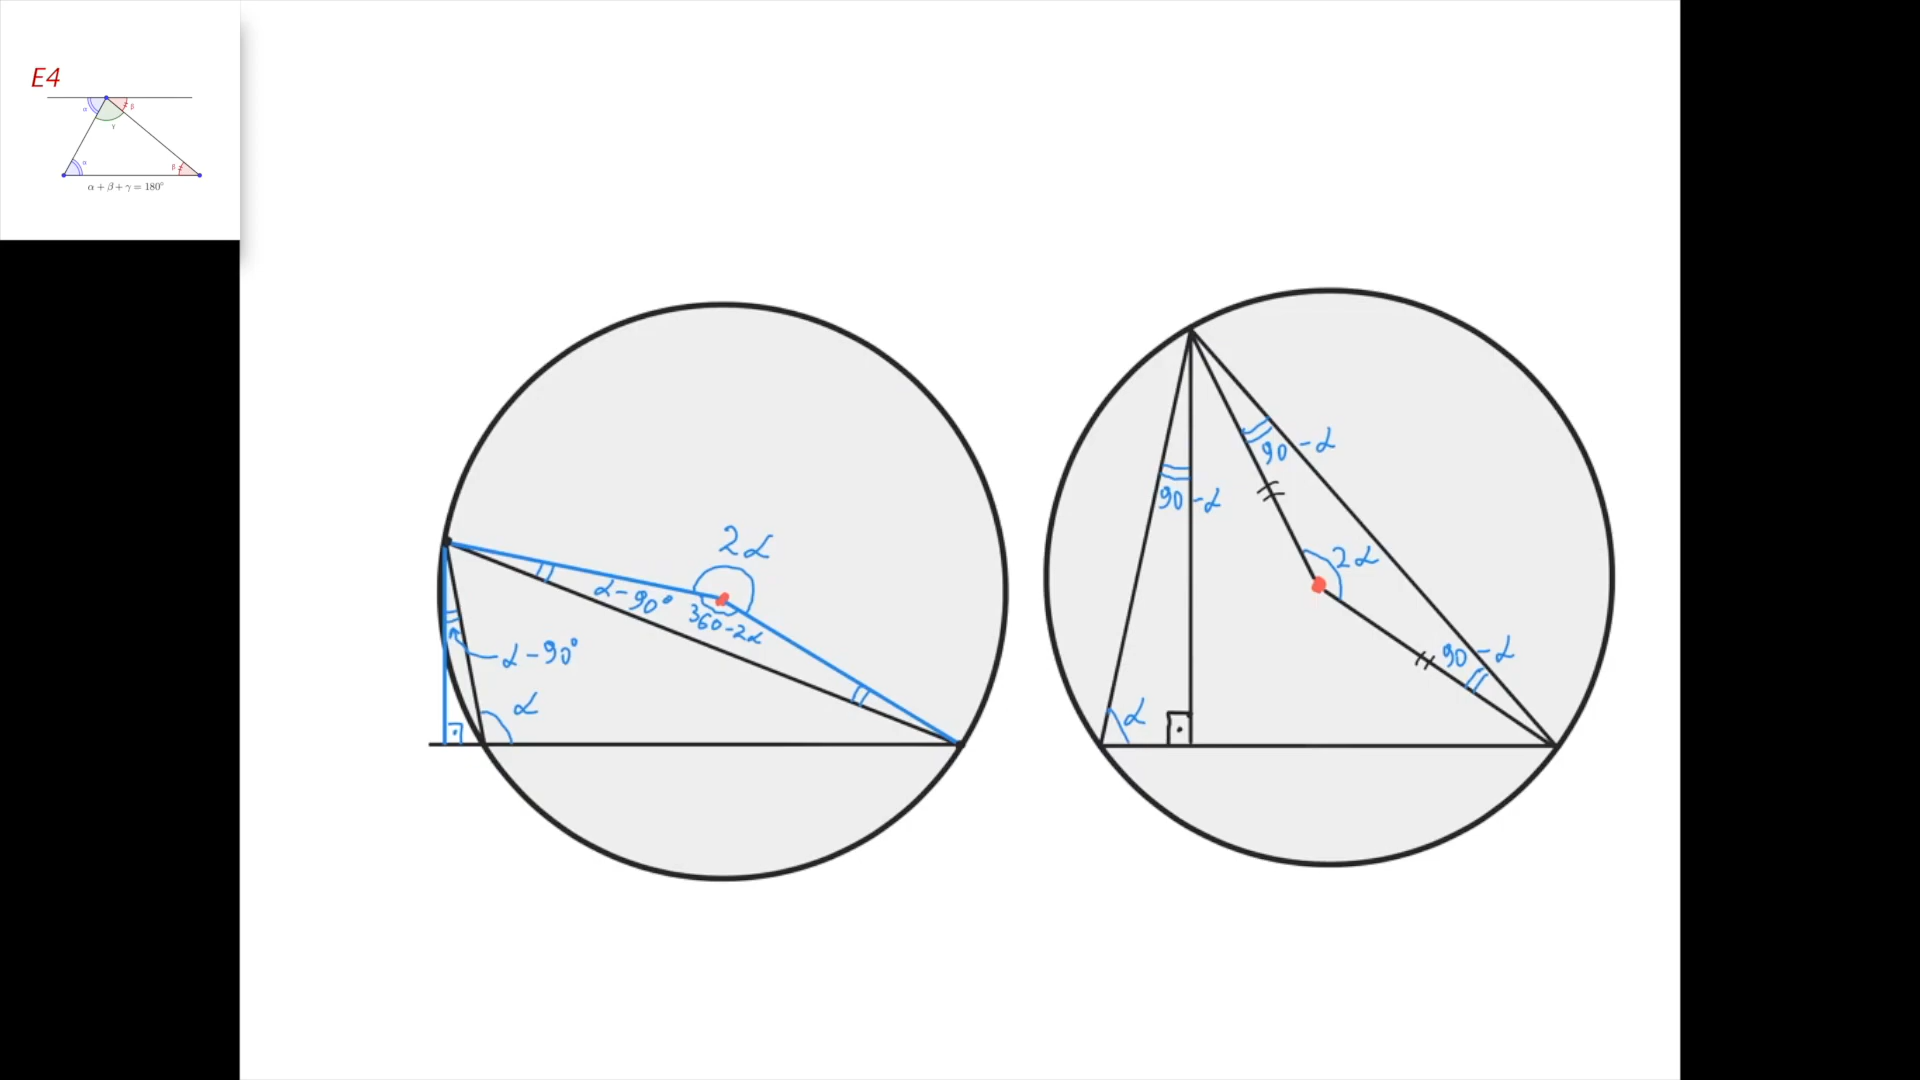 E4
α
β
γ
α
β
α + β + γ = 180°
2α
α-90°
360-2α
α-90°
α
90-α
90-α
2α
90-α
α